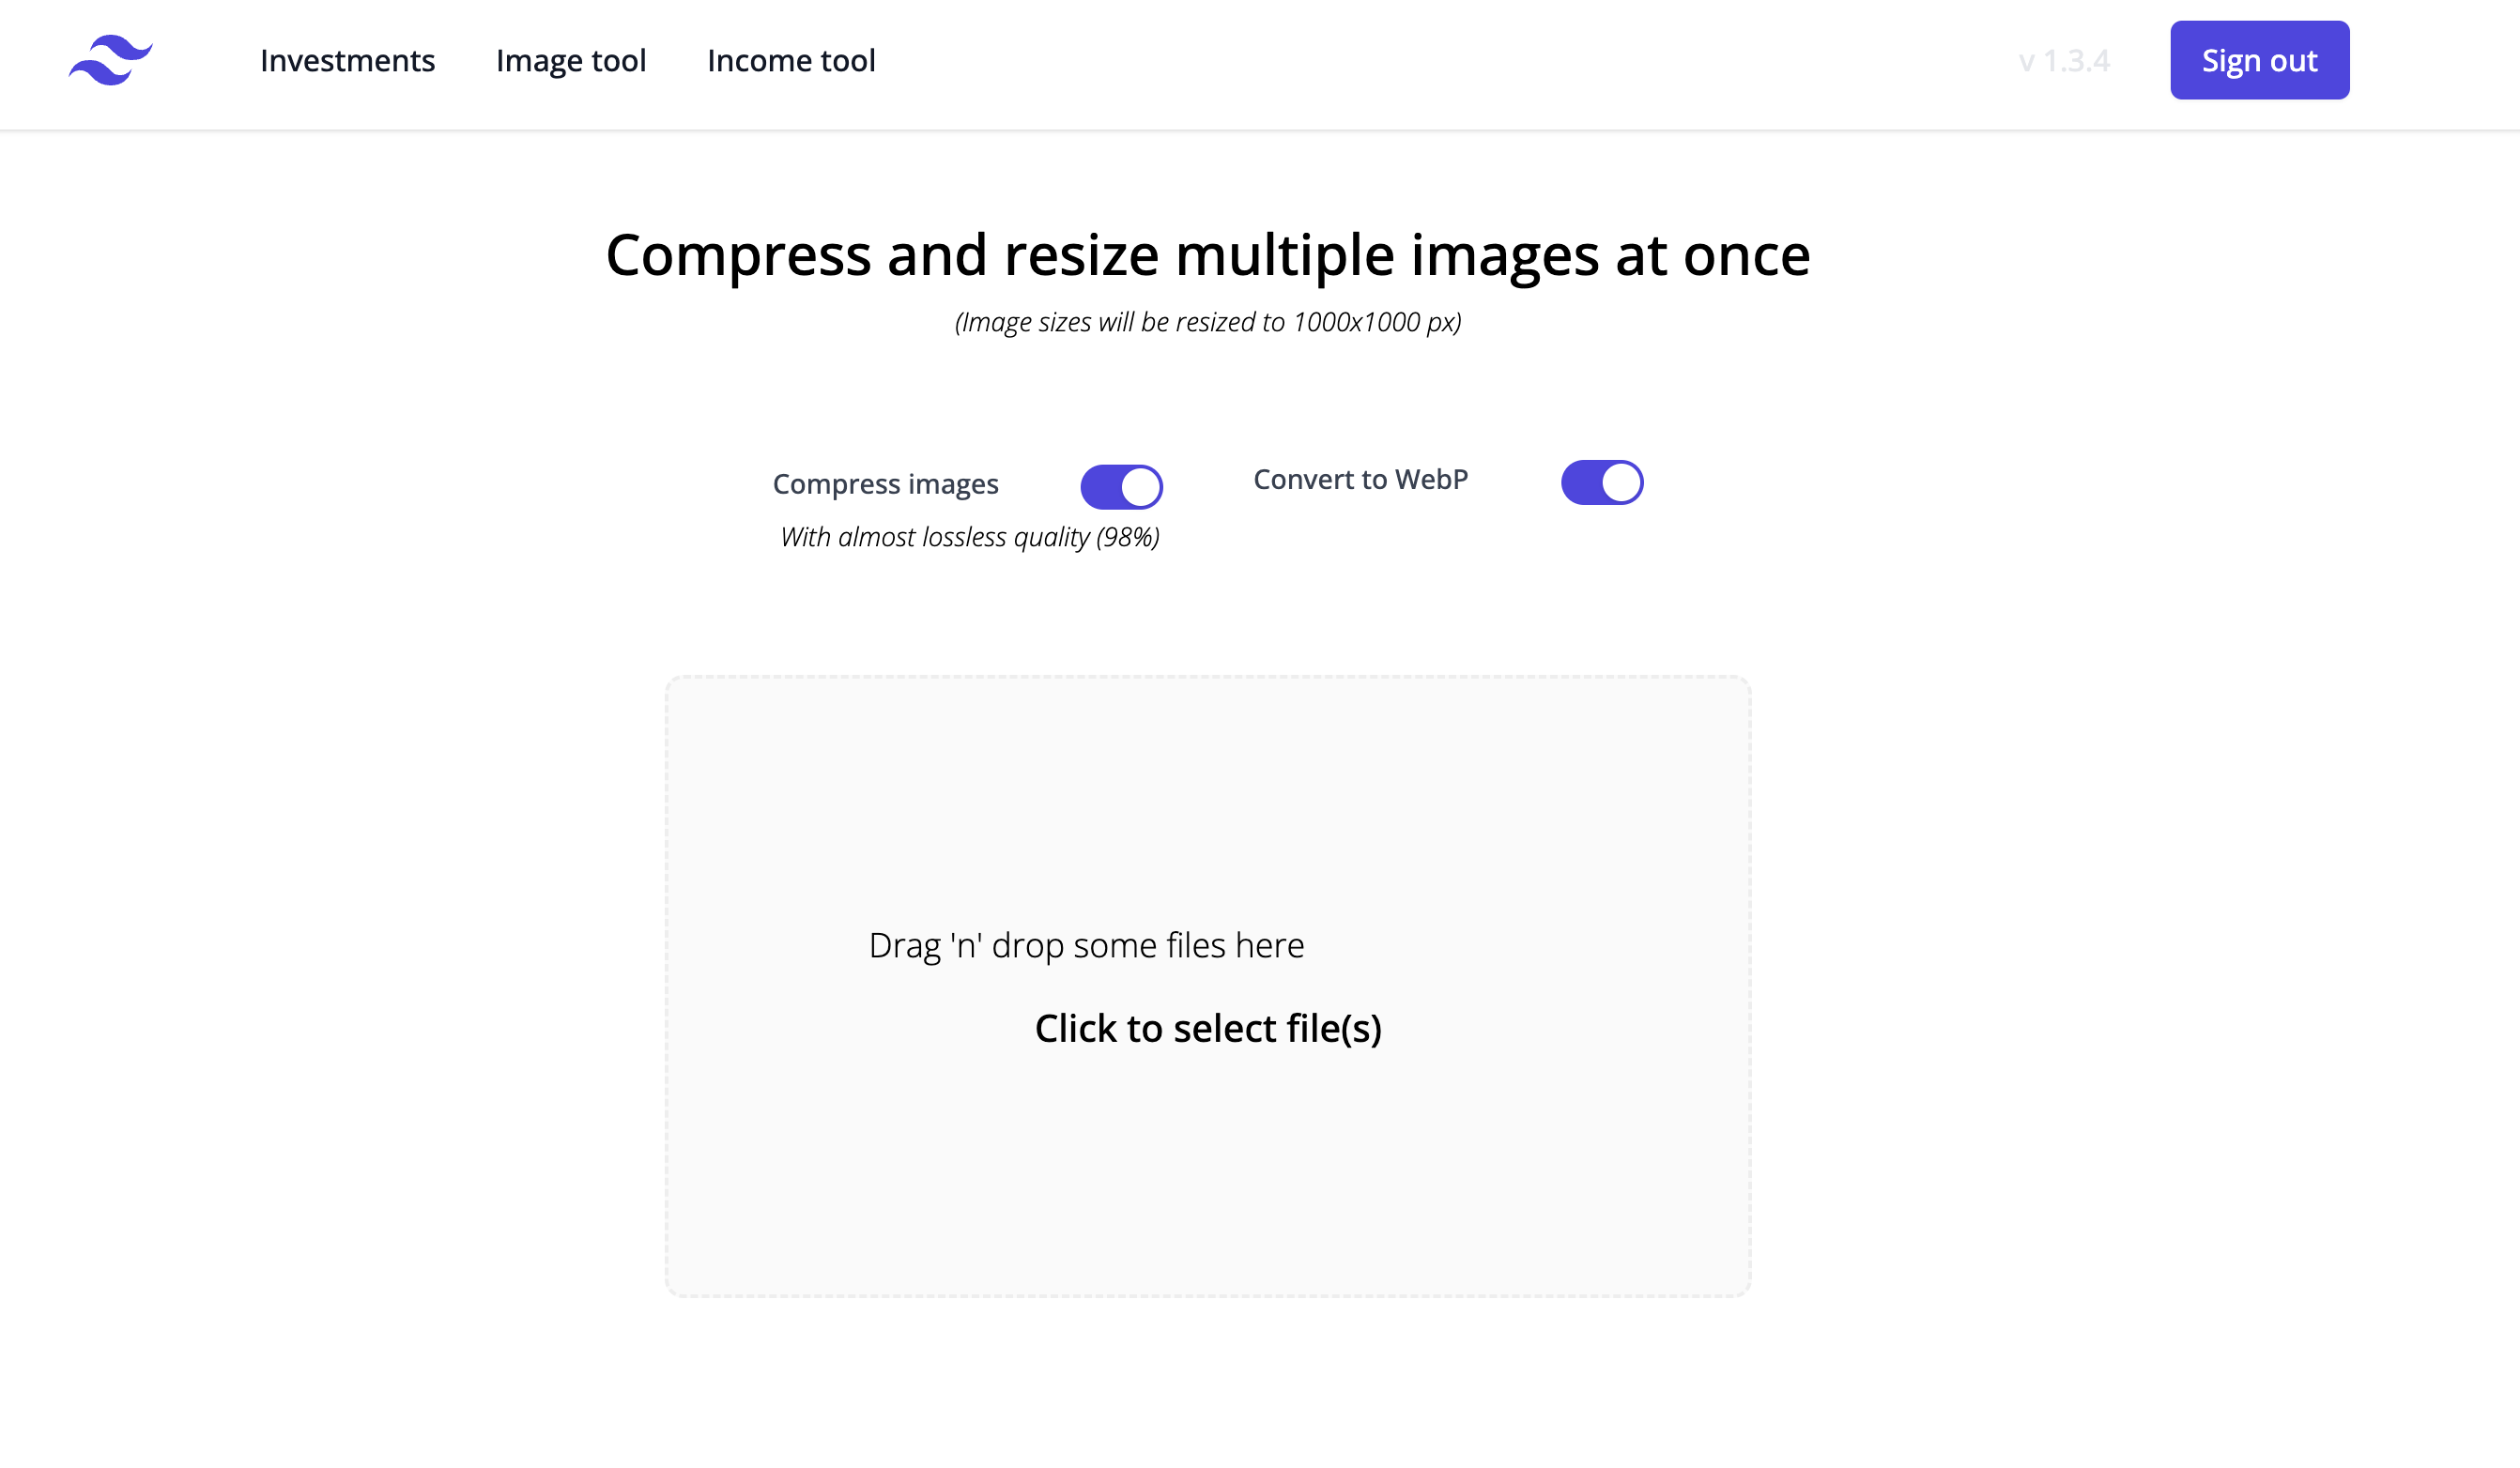 Investments Image tool Income tool v 1.3.4 Sign out
Compress and resize multiple images at once
(Image sizes will be resized to 1000x1000 px)
Compress images Convert to WebP
With almost lossless quality (98%)
Drag 'n' drop some files here
Click to select file(s)